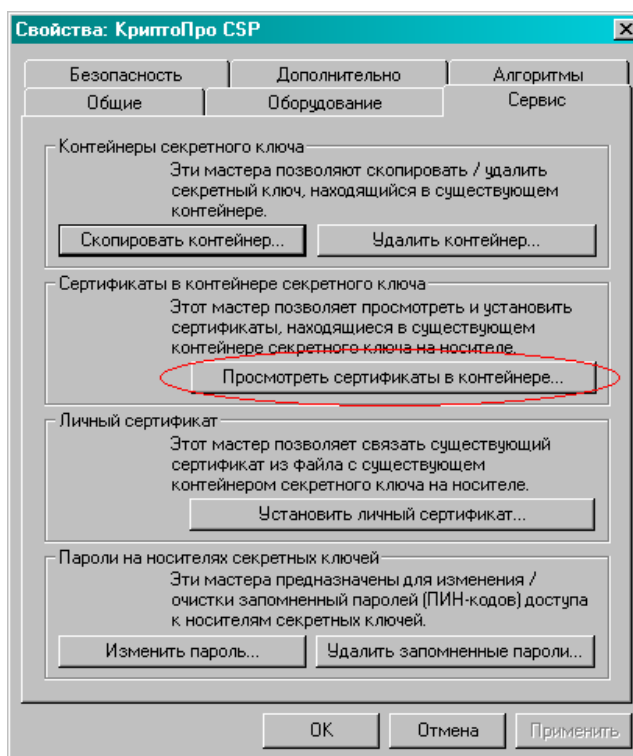 Свойства: КриптоПро CSP
Безопасность
Дополнительно
Алгоритмы
Общие
Оборудование
Сервис
Контейнеры секретного ключа
Эти мастера позволяют скопировать / удалить
секретный ключ, находящийся в существующем
контейнере.
Скопировать контейнер...
Удалить контейнер...
Сертификаты в контейнере секретного ключа
Этот мастер позволяет просмотреть и установить
сертификаты, находящиеся в существующем
контейнере секретного ключа на носителе.
Просмотреть сертификаты в контейнере...
Личный сертификат
Этот мастер позволяет связать существующий
сертификат из файла с существующем
контейнером секретного ключа на носителе.
Установить личный сертификат...
Пароли на носителях секретных ключей
Эти мастера предназначены для изменения /
очистки запомненный паролей (ПИН-кодов) доступа
к носителям секретных ключей.
Изменить пароль...
Удалить запомненные пароли...
OK
Отмена
Применить